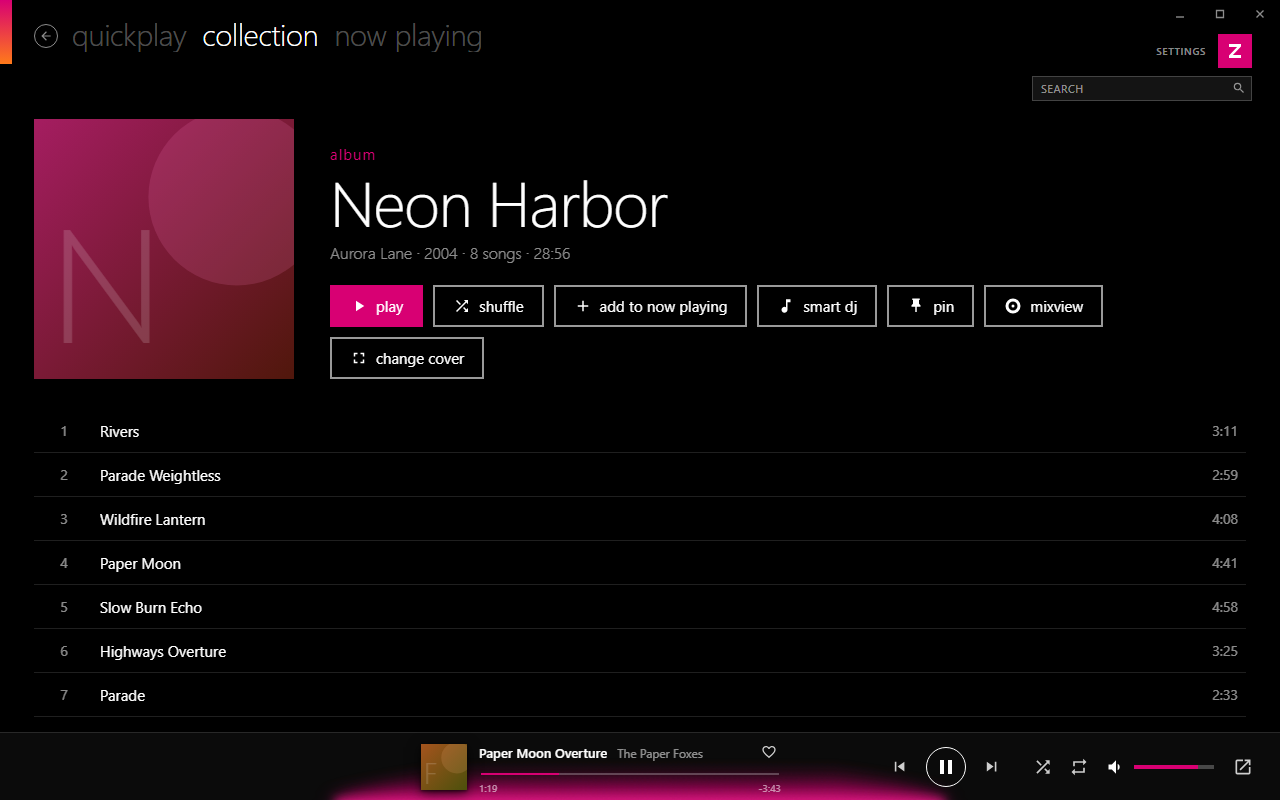 quickplay collection now playing
SETTINGS Z
SEARCH
N
album
Neon Harbor
Aurora Lane · 2004 · 8 songs · 28:56
play shuffle add to now playing smart dj pin mixview
change cover
1 Rivers 3:11
2 Parade Weightless 2:59
3 Wildfire Lantern 4:08
4 Paper Moon 4:41
5 Slow Burn Echo 4:58
6 Highways Overture 3:25
7 Parade 2:33
F
Paper Moon Overture The Paper Foxes
1:19 -3:43